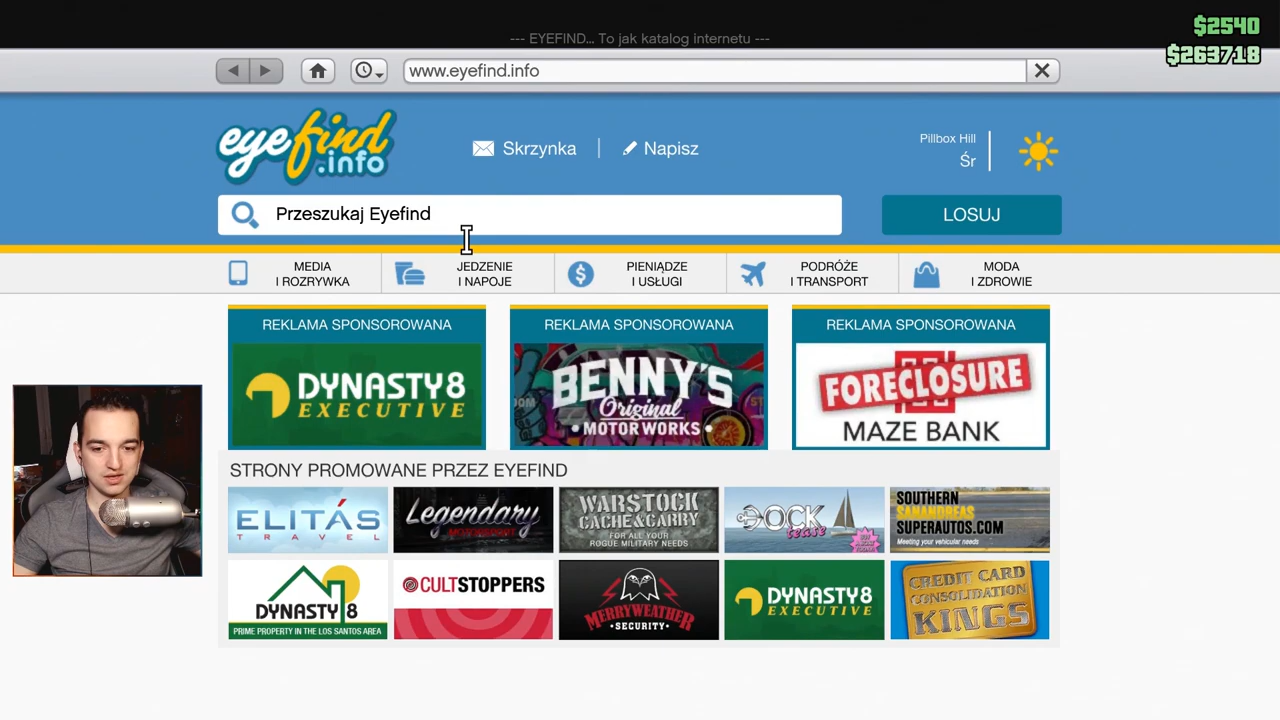 --- EYEFIND... To jak katalog internetu ---
$2540
$263718
www.eyefind.info
eyefind
.info
Skrzynka
Napisz
Pillbox Hill
Śr
Przeszukaj Eyefind
LOSUJ
MEDIA
I ROZRYWKA
JEDZENIE
I NAPOJE
PIENIĄDZE
I USŁUGI
PODRÓŻE
I TRANSPORT
MODA
I ZDROWIE
REKLAMA SPONSOROWANA
REKLAMA SPONSOROWANA
REKLAMA SPONSOROWANA
DYNASTY8
EXECUTIVE
BENNY'S
Original
MOTOR WORKS
FORECLOSURE
MAZE BANK
STRONY PROMOWANE PRZEZ EYEFIND
ELITÁS
TRAVEL
Legendary
MOTORSPORT
WARSTOCK
CACHE&CARRY
FOR ALL YOUR
ROGUE MILITARY NEEDS
DOCK
tease
SOUTHERN
SANANDREAS
SUPERAUTOS.COM
Meeting your vehicular needs
DYNASTY 8
PRIME PROPERTY IN THE LOS SANTOS AREA
CULTSTOPPERS
MERRYWEATHER
SECURITY
DYNASTY8
EXECUTIVE
CREDIT CARD
CONSOLIDATION
KINGS